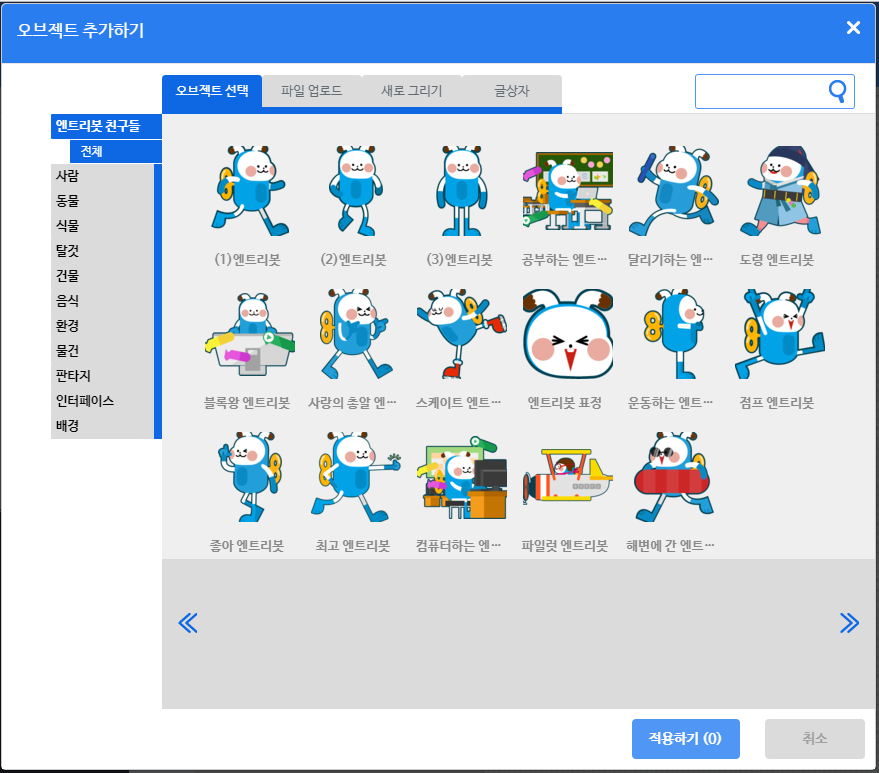 오브젝트 추가하기
오브젝트 선택
파일 업로드
새로 그리기
글상자
엔트리봇 친구들
전체
사람
동물
식물
탈것
건물
음식
환경
물건
판타지
인터페이스
배경
(1)엔트리봇
(2)엔트리봇
(3)엔트리봇
공부하는 엔트…
달리기하는 엔…
도령 엔트리봇
블록왕 엔트리봇
사랑의 총알 엔…
스케이트 엔트…
엔트리봇 표정
운동하는 엔트…
점프 엔트리봇
좋아 엔트리봇
최고 엔트리봇
컴퓨터하는 엔…
파일럿 엔트리봇
해변에 간 엔트…
적용하기 (0)
취소